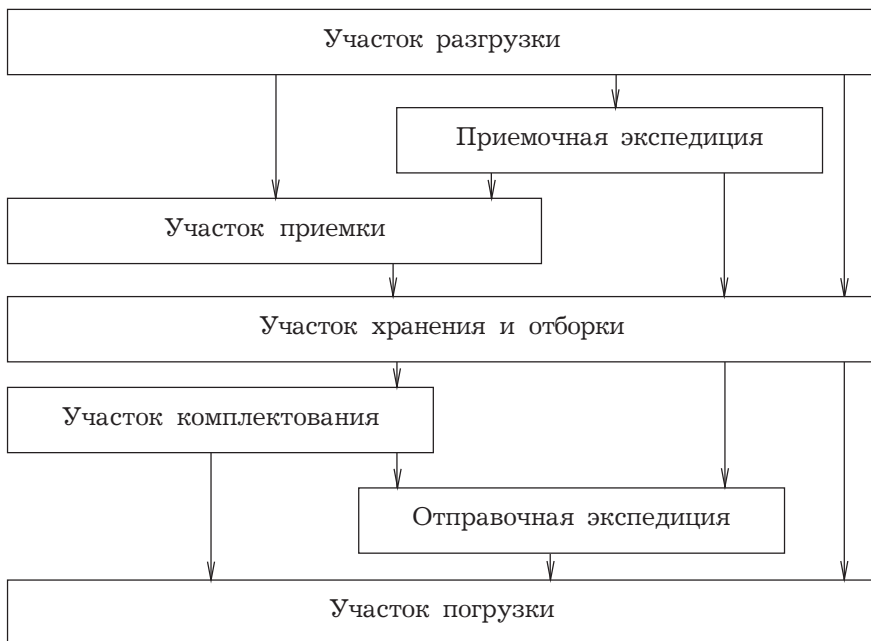 Участок разгрузки
Приемочная экспедиция
Участок приемки
Участок хранения и отборки
Участок комплектования
Отправочная экспедиция
Участок погрузки